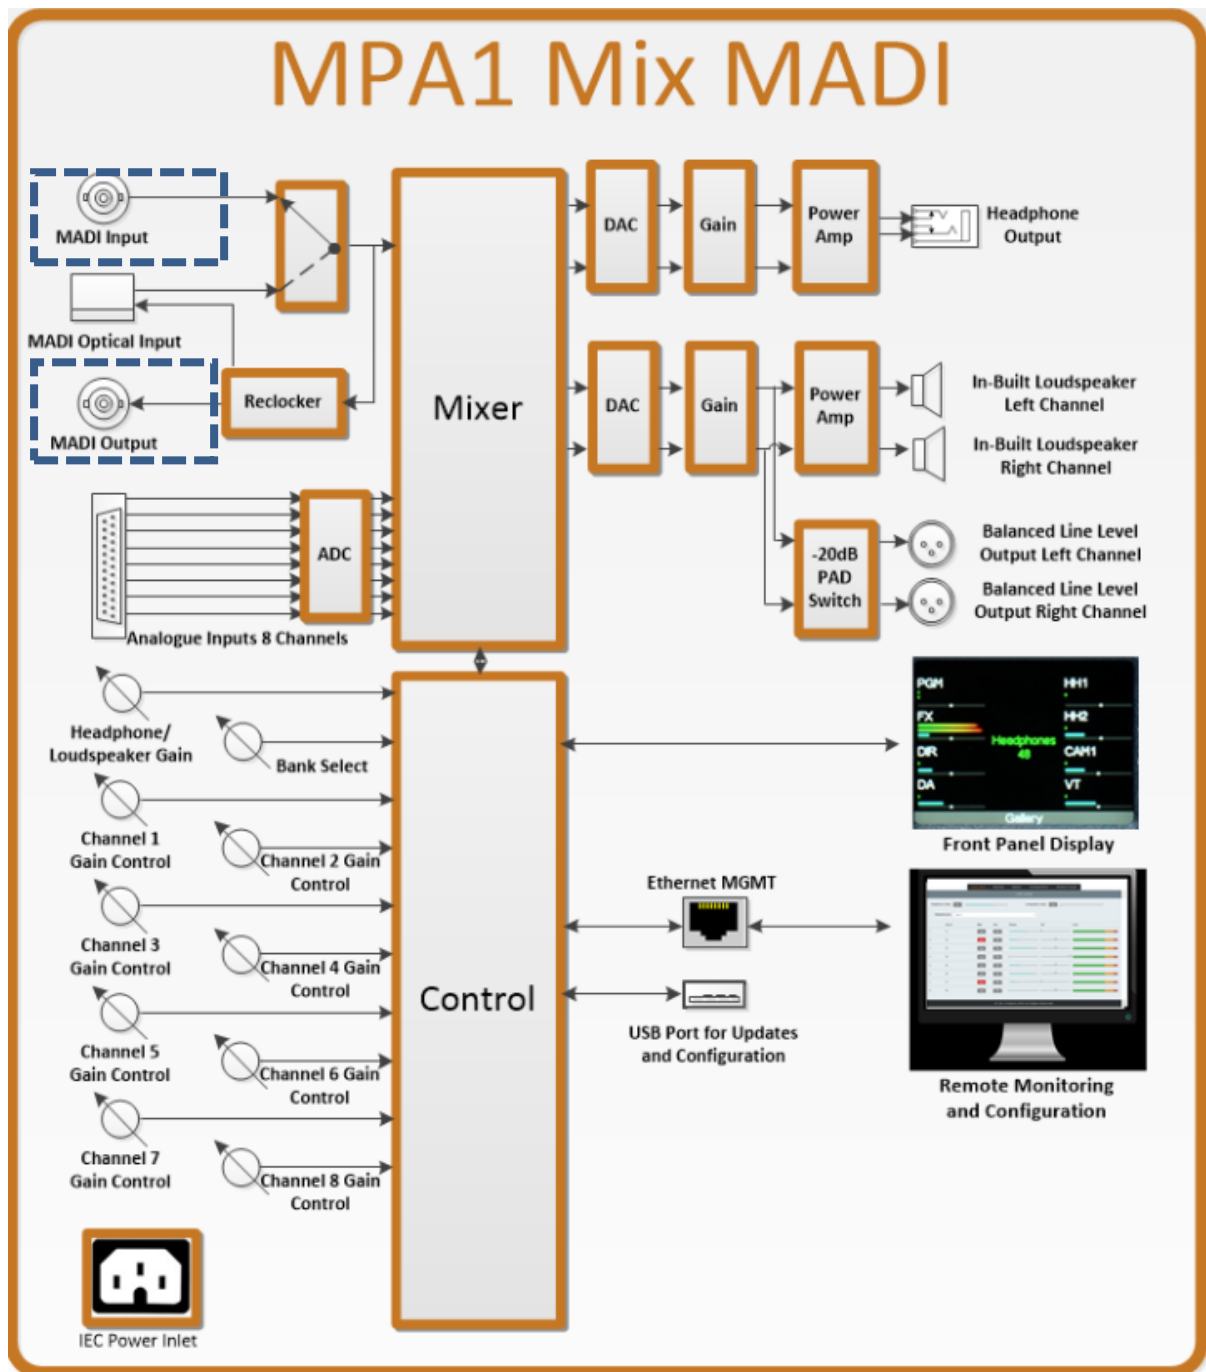 MPA1 Mix MADI
MADI Input
MADI Optical Input
MADI Output
Reclocker
Mixer
DAC
Gain
Power
Amp
Headphone
Output
DAC
Gain
Power
Amp
In-Built Loudspeaker
Left Channel
In-Built Loudspeaker
Right Channel
ADC
-20dB
PAD
Switch
Balanced Line Level
Output Left Channel
Balanced Line Level
Output Right Channel
Analogue Inputs 8 Channels
Headphone/
Loudspeaker Gain
Bank Select
Channel 1
Gain Control
Channel 2 Gain
Control
Channel 3
Gain Control
Channel 4 Gain
Control
Channel 5
Gain Control
Channel 6 Gain
Control
Channel 7
Gain Control
Channel 8 Gain
Control
Control
PGM
FX
DIR
DA
Headphones
48
HH1
HH2
CAM1
VT
Gallery
Front Panel Display
Ethernet MGMT
USB Port for Updates
and Configuration
Remote Monitoring
and Configuration
IEC Power Inlet